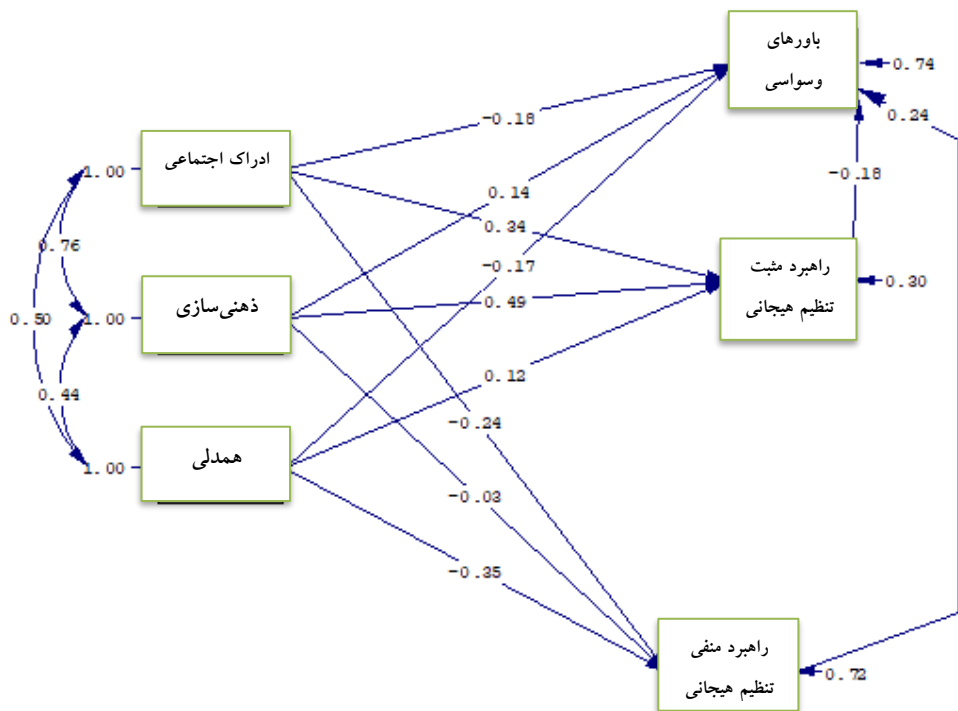 باورهای
وسواسی
0.74
0.24
-0.18
ادراک اجتماعی
1.00
-0.18
0.14
0.34
راهبرد مثبت
تنظیم هیجانی
0.30
0.76
-0.17
ذهنی‌سازی
1.00
0.49
0.50
0.12
0.44
-0.24
همدلی
1.00
-0.03
-0.35
راهبرد منفی
تنظیم هیجانی
0.72